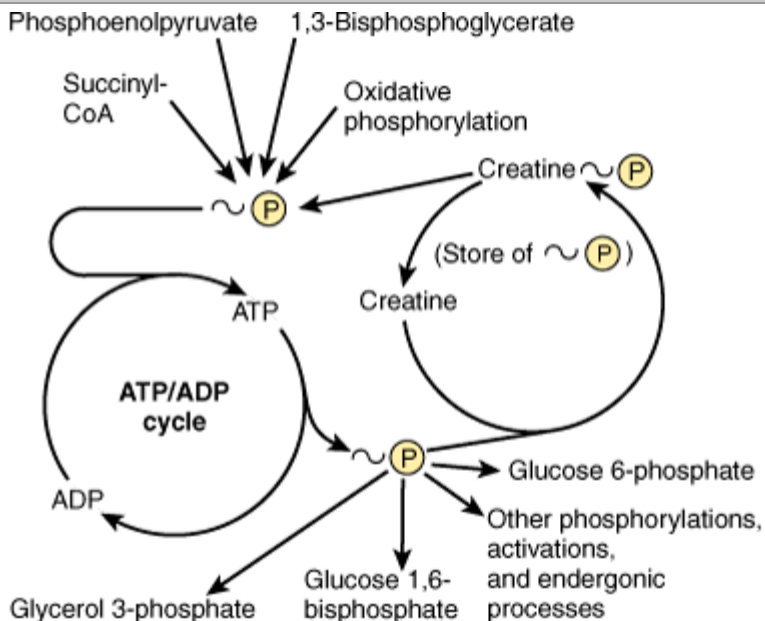 Phosphoenolpyruvate 1,3-Bisphosphoglycerate
Succinyl-
CoA
Oxidative
phosphorylation
Creatine ~ P
~ P
(Store of ~ P)
Creatine
ATP
ATP/ADP
cycle
~ P
ADP
Glucose 6-phosphate
Other phosphorylations,
activations,
and endergonic
processes
Glucose 1,6-
bisphosphate
Glycerol 3-phosphate